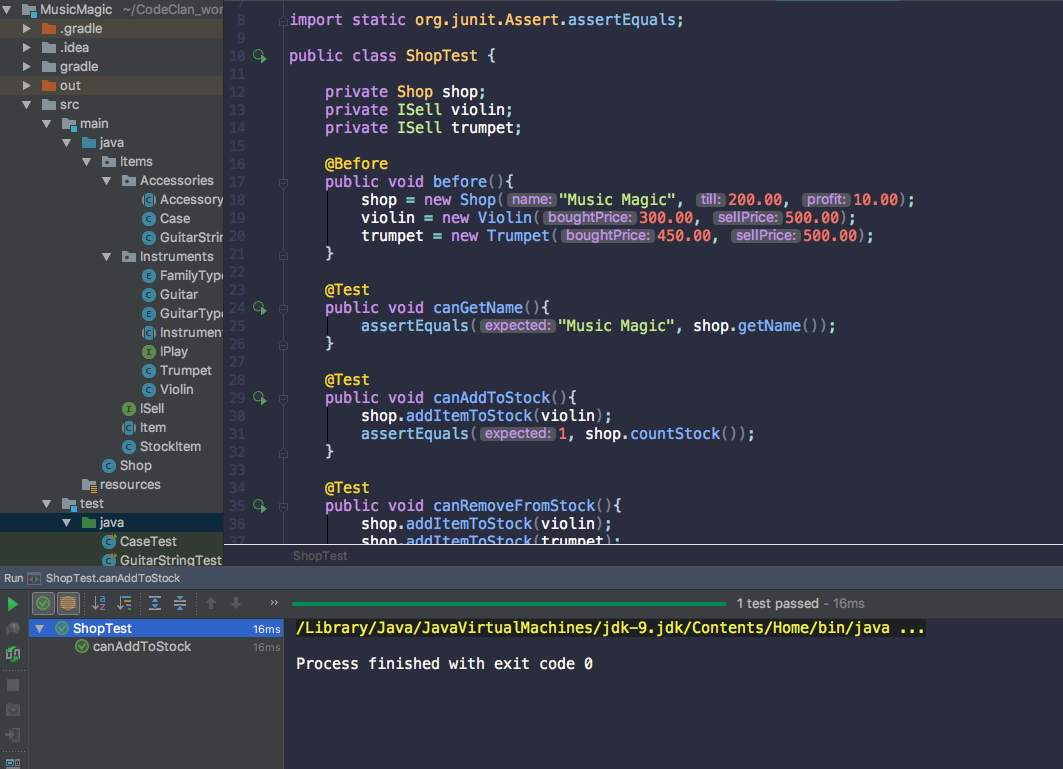 MusicMagic ~/CodeClan_wor
.gradle
.idea
gradle
out
src
main
java
Items
Accessories
Accessory
Case
GuitarStrin
Instruments
FamilyType
Guitar
GuitarType
Instrumen
IPlay
Trumpet
Violin
ISell
Item
StockItem
Shop
resources
test
java
CaseTest
GuitarStringTest
7
8 import static org.junit.Assert.assertEquals;
9
10 public class ShopTest {
11
12 private Shop shop;
13 private ISell violin;
14 private ISell trumpet;
15
16 @Before
17 public void before(){
18 shop = new Shop( name: "Music Magic", till: 200.00, profit: 10.00);
19 violin = new Violin( boughtPrice: 300.00, sellPrice: 500.00);
20 trumpet = new Trumpet( boughtPrice: 450.00, sellPrice: 500.00);
21 }
22
23 @Test
24 public void canGetName(){
25 assertEquals( expected: "Music Magic", shop.getName());
26 }
27
28 @Test
29 public void canAddToStock(){
30 shop.addItemToStock(violin);
31 assertEquals( expected: 1, shop.countStock());
32 }
33
34 @Test
35 public void canRemoveFromStock(){
36 shop.addItemToStock(violin);
37 shop.addItemToStock(trumpet);
ShopTest
Run ShopTest.canAddToStock
» 1 test passed - 16ms
ShopTest 16ms
canAddToStock 16ms
/Library/Java/JavaVirtualMachines/jdk-9.jdk/Contents/Home/bin/java ...
Process finished with exit code 0